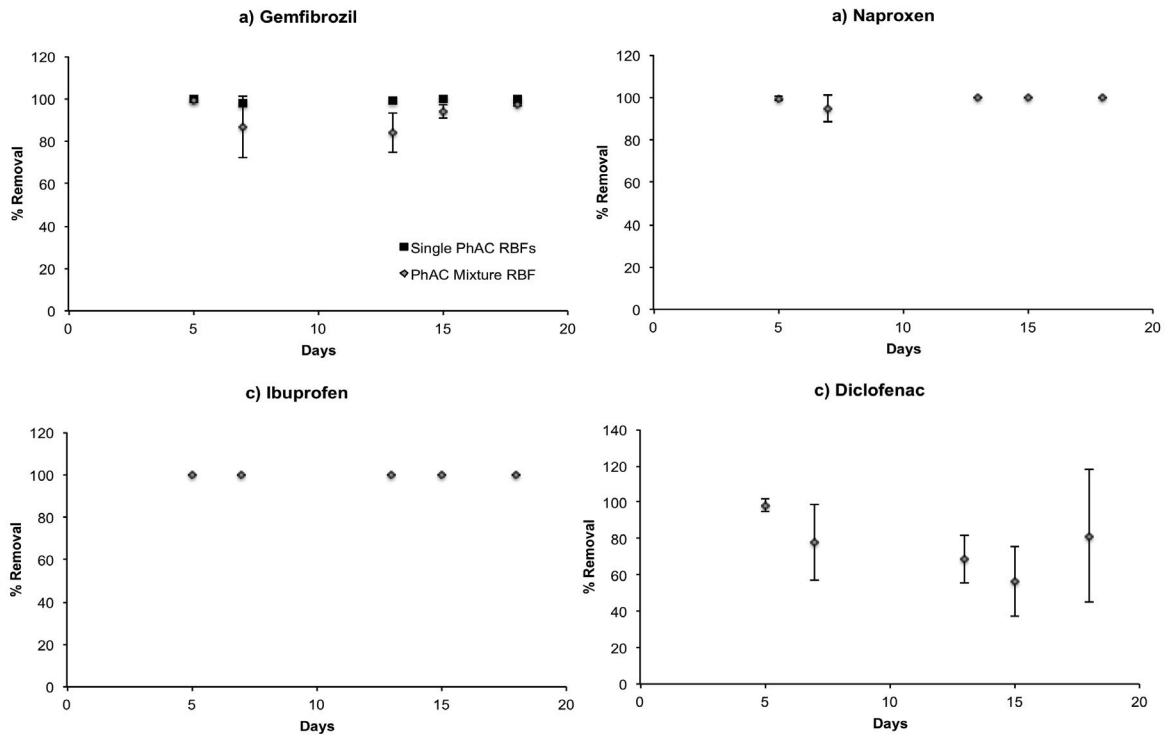 a) Gemfibrozil
120
100
80
60
40
20
0
% Removal
0 5 10 15 20
Days
Single PhAC RBFs
PhAC Mixture RBF
a) Naproxen
120
100
80
60
40
20
0
% Removal
0 5 10 15 20
Days
c) Ibuprofen
120
100
80
60
40
20
0
% Removal
0 5 10 15 20
Days
c) Diclofenac
140
120
100
80
60
40
20
0
% Removal
0 5 10 15 20
Days